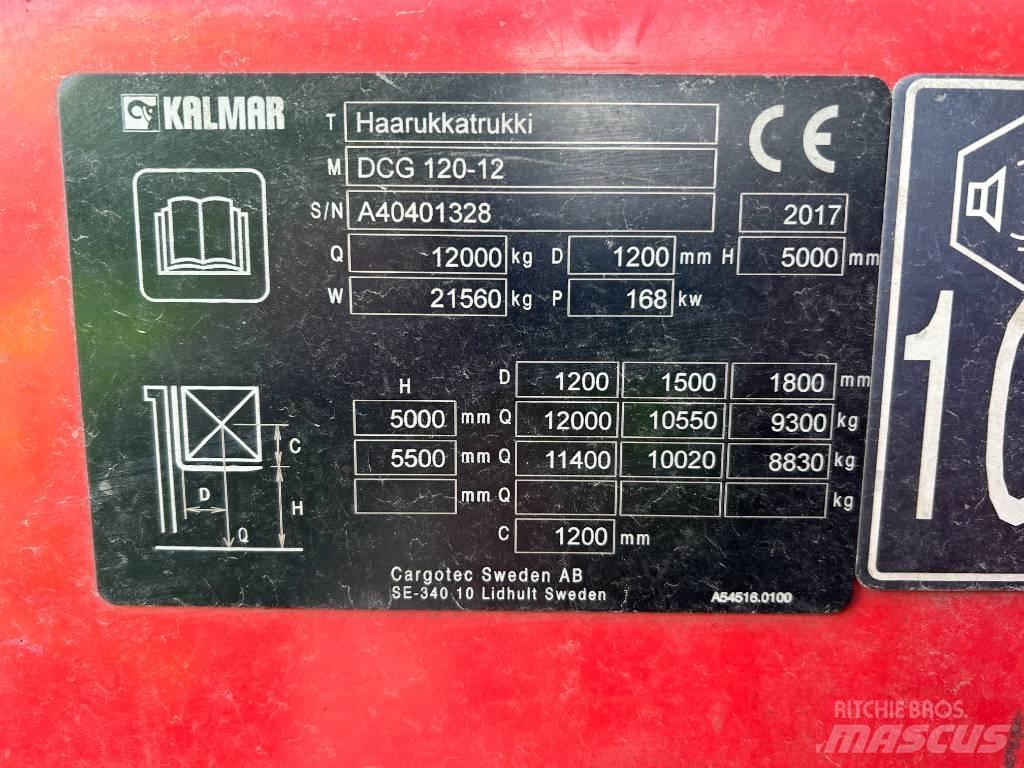 KALMAR
T Haarukkatrukki
M DCG 120-12
CE
S/N A40401328 2017
Q 12000 kg D 1200 mm H 5000 mm
W 21560 kg P 168 kw
H D 1200 1500 1800 mm
5000 mm Q 12000 10550 9300 kg
5500 mm Q 11400 10020 8830 kg
mm Q kg
C 1200 mm
C
D
H
Q
Cargotec Sweden AB
SE-340 10 Lidhult Sweden
A54516.0100
RITCHIE BROS.
MASCUS